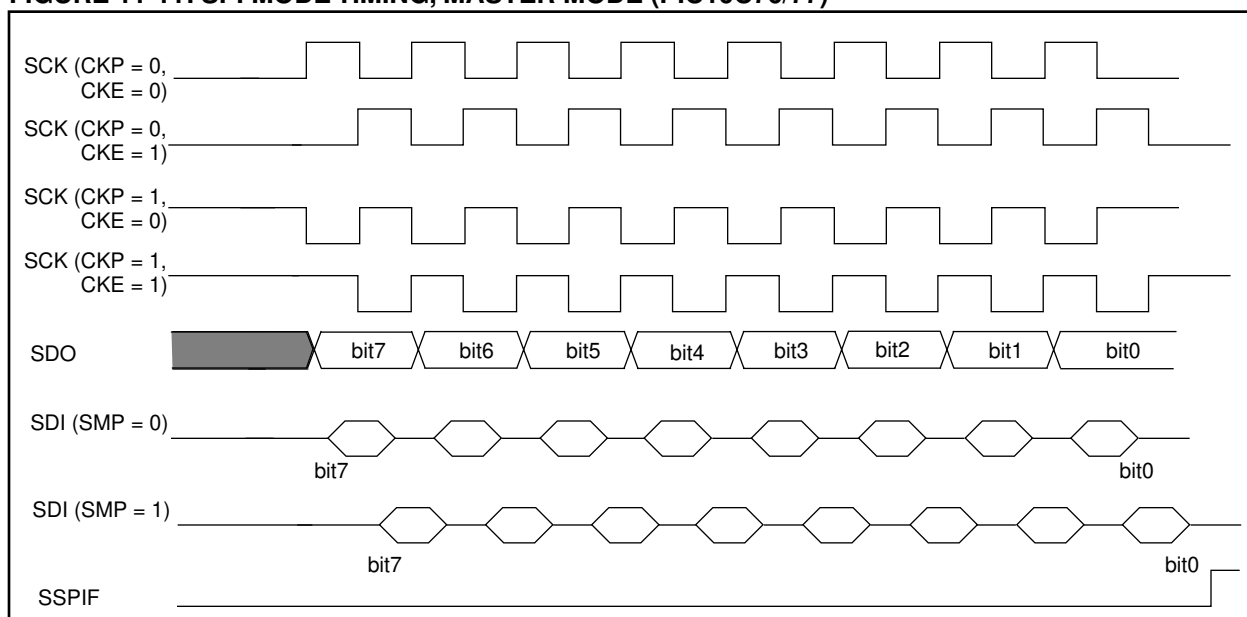 SCK (CKP = 0,
CKE = 0)
SCK (CKP = 0,
CKE = 1)
SCK (CKP = 1,
CKE = 0)
SCK (CKP = 1,
CKE = 1)
SDO
bit7 bit6 bit5 bit4 bit3 bit2 bit1 bit0
SDI (SMP = 0)
bit7 bit0
SDI (SMP = 1)
bit7 bit0
SSPIF